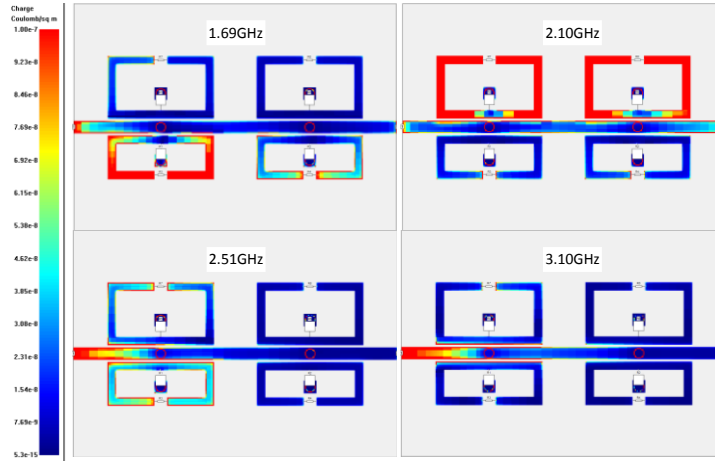 Charge
Coulomb/sq m
1.00e-7
9.23e-8
8.46e-8
7.69e-8
6.92e-8
6.15e-8
5.38e-8
4.62e-8
3.85e-8
3.08e-8
2.31e-8
1.54e-8
7.69e-9
5.3e-15
1.69GHz
2.10GHz
2.51GHz
3.10GHz